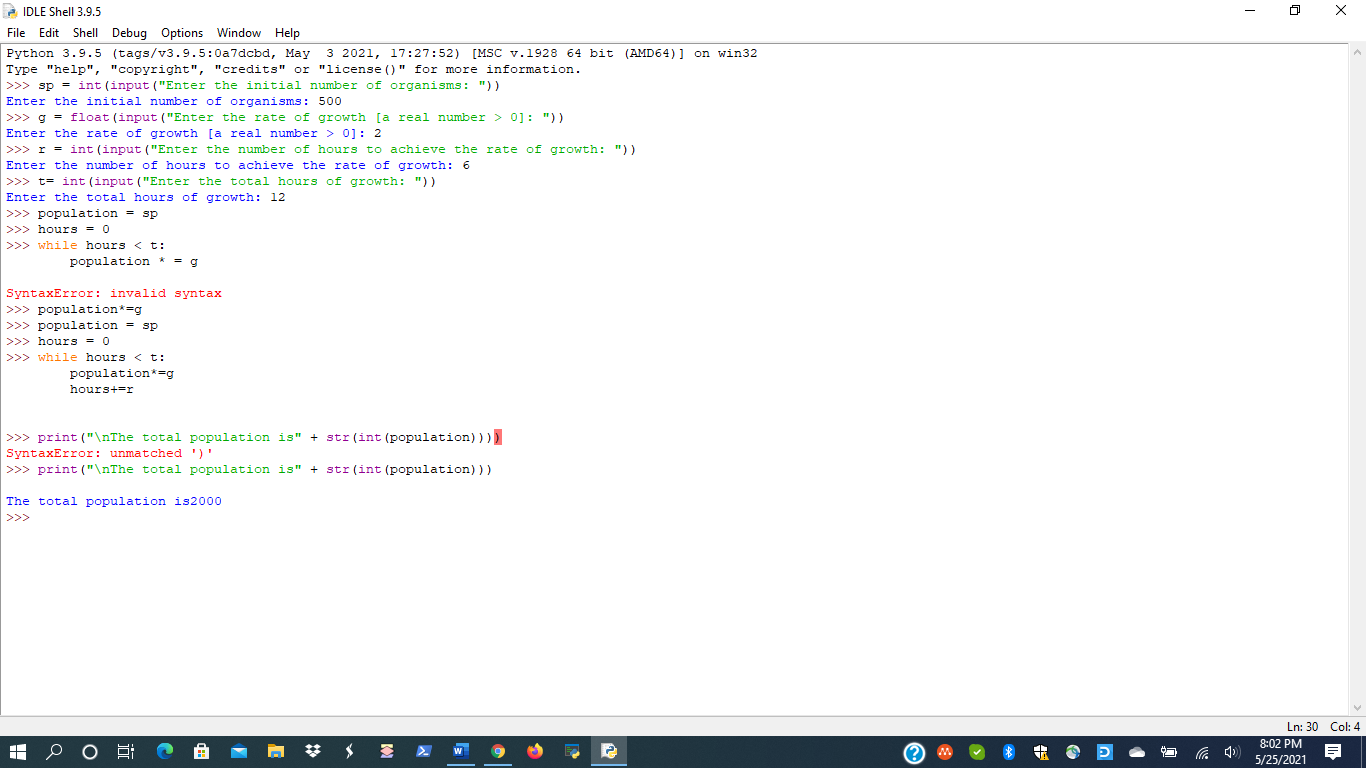 IDLE Shell 3.9.5
File Edit Shell Debug Options Window Help
Python 3.9.5 (tags/v3.9.5:0a7dcbd, May  3 2021, 17:27:52) [MSC v.1928 64 bit (AMD64)] on win32
Type "help", "copyright", "credits" or "license()" for more information.
>>> sp = int(input("Enter the initial number of organisms: "))
Enter the initial number of organisms: 500
>>> g = float(input("Enter the rate of growth [a real number > 0]: "))
Enter the rate of growth [a real number > 0]: 2
>>> r = int(input("Enter the number of hours to achieve the rate of growth: "))
Enter the number of hours to achieve the rate of growth: 6
>>> t= int(input("Enter the total hours of growth: "))
Enter the total hours of growth: 12
>>> population = sp
>>> hours = 0
>>> while hours < t:
        population * = g
SyntaxError: invalid syntax
>>> population*=g
>>> population = sp
>>> hours = 0
>>> while hours < t:
        population*=g
        hours+=r
>>> print("\nThe total population is" + str(int(population))))
SyntaxError: unmatched ')'
>>> print("\nThe total population is" + str(int(population)))
The total population is2000
>>>
Ln: 30 Col: 4
8:02 PM
5/25/2021